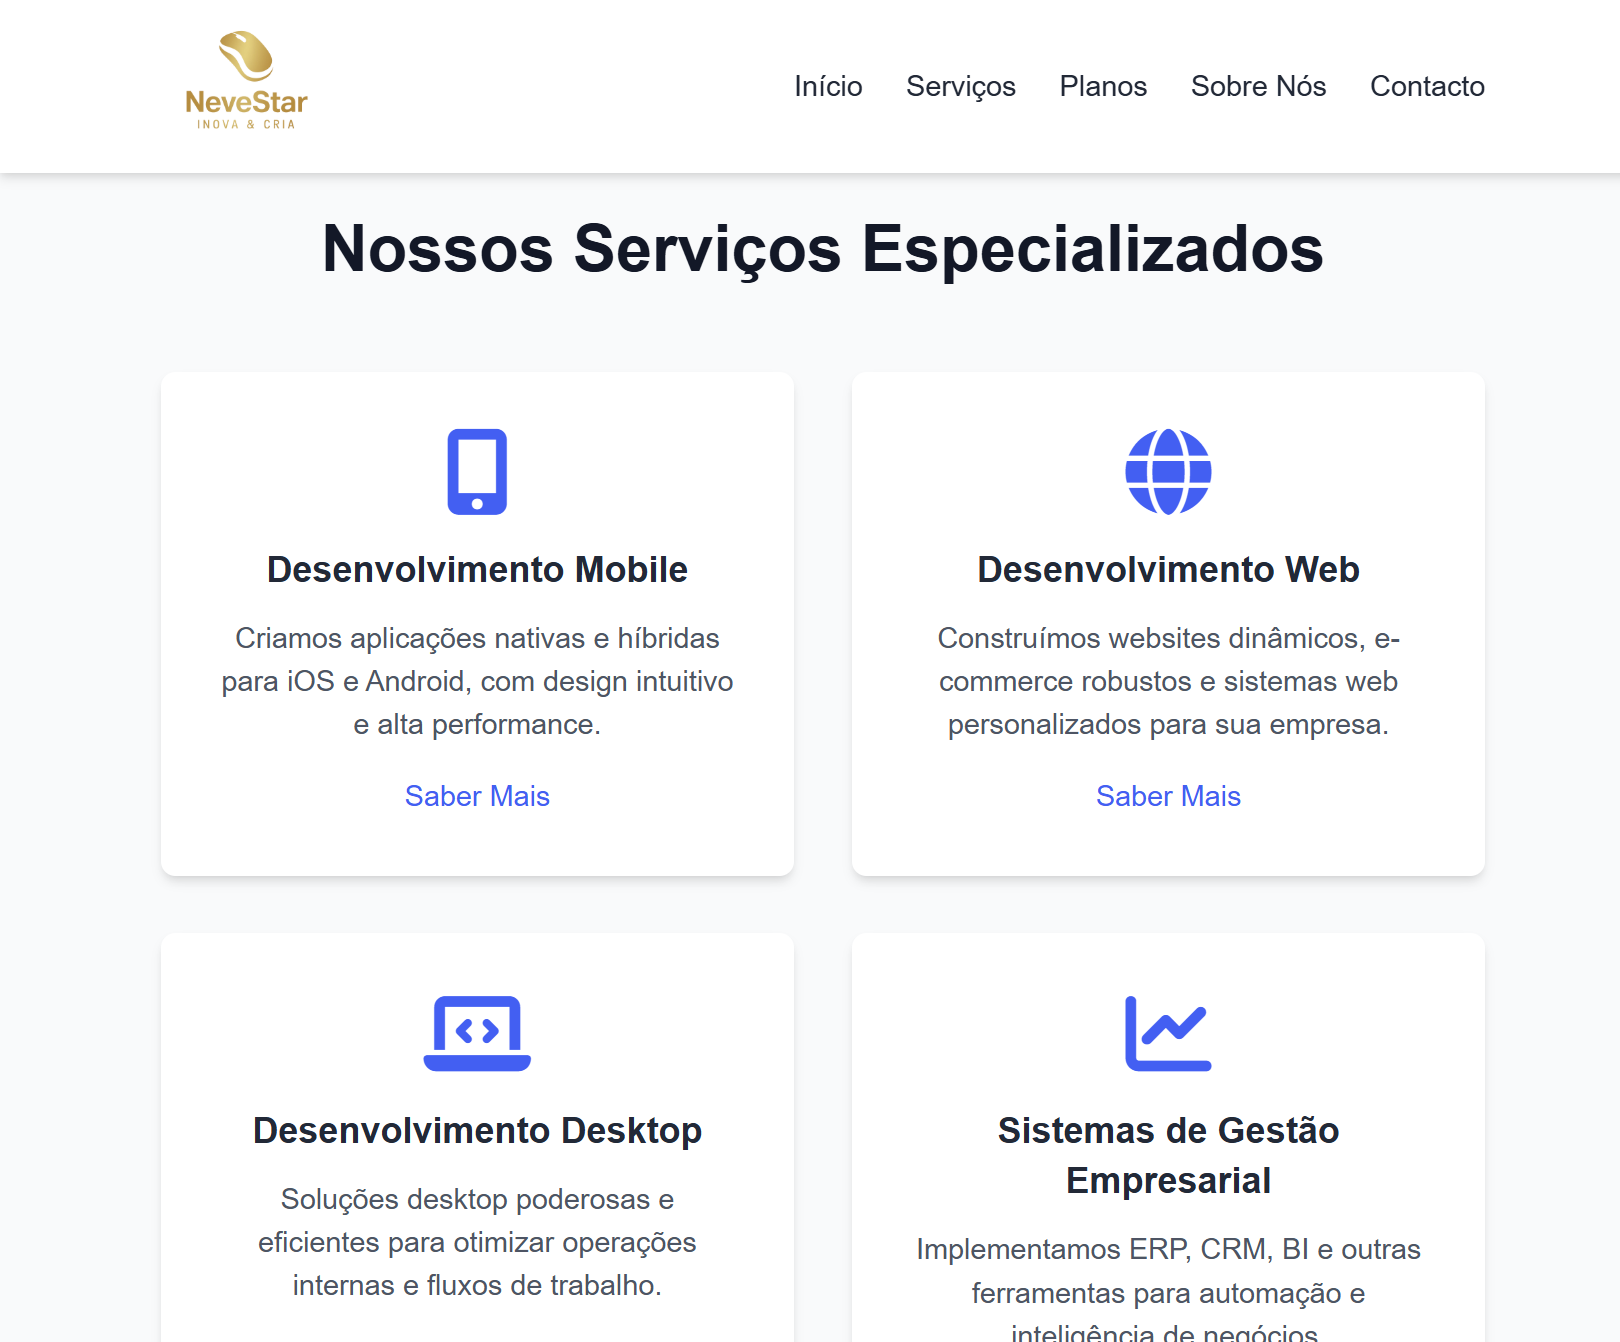 NeveStar
INOVA & CRIA
Início Serviços Planos Sobre Nós Contacto
Nossos Serviços Especializados
Desenvolvimento Mobile
Criamos aplicações nativas e híbridas
para iOS e Android, com design intuitivo
e alta performance.
Saber Mais
Desenvolvimento Web
Construímos websites dinâmicos, e-
commerce robustos e sistemas web
personalizados para sua empresa.
Saber Mais
Desenvolvimento Desktop
Soluções desktop poderosas e
eficientes para otimizar operações
internas e fluxos de trabalho.
Sistemas de Gestão
Empresarial
Implementamos ERP, CRM, BI e outras
ferramentas para automação e
inteligência de negócios.